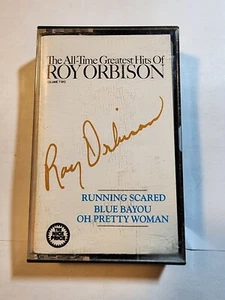 The All-Time Greatest Hits Of
ROY ORBISON
VOLUME TWO
Roy Orbison
RUNNING SCARED
BLUE BAYOU
OH PRETTY WOMAN